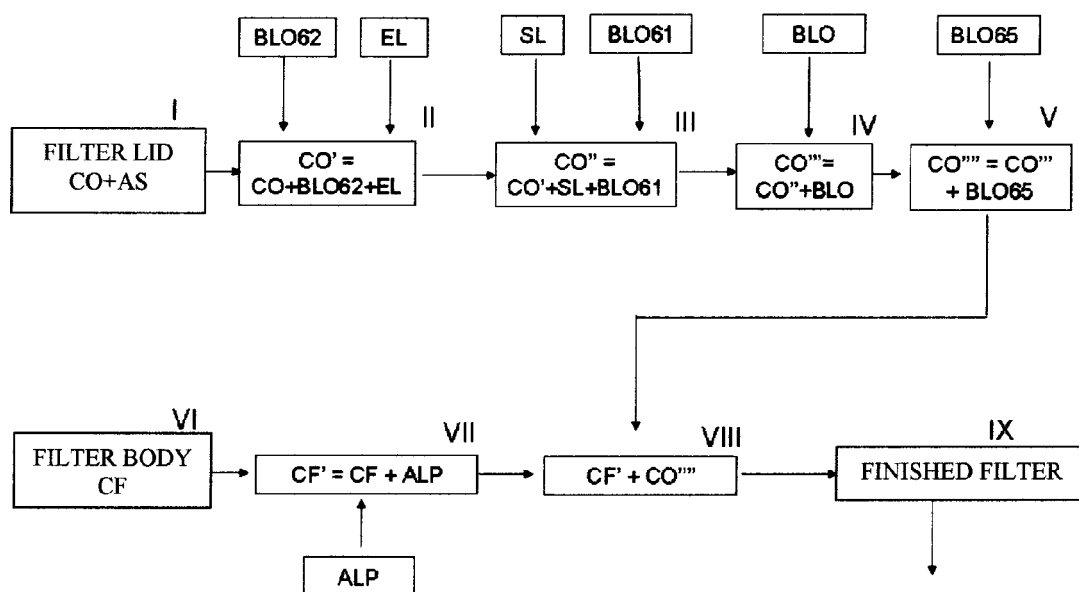 BLO62
EL
SL
BLO61
BLO
BLO65
I
II
III
IV
V
FILTER LID
CO+AS
CO' =
CO+BLO62+EL
CO'' =
CO'+SL+BLO61
CO'''=
CO''+BLO
CO'''' = CO'''
+ BLO65
VI
VII
VIII
IX
FILTER BODY
CF
CF' = CF + ALP
CF' + CO''''
FINISHED FILTER
ALP